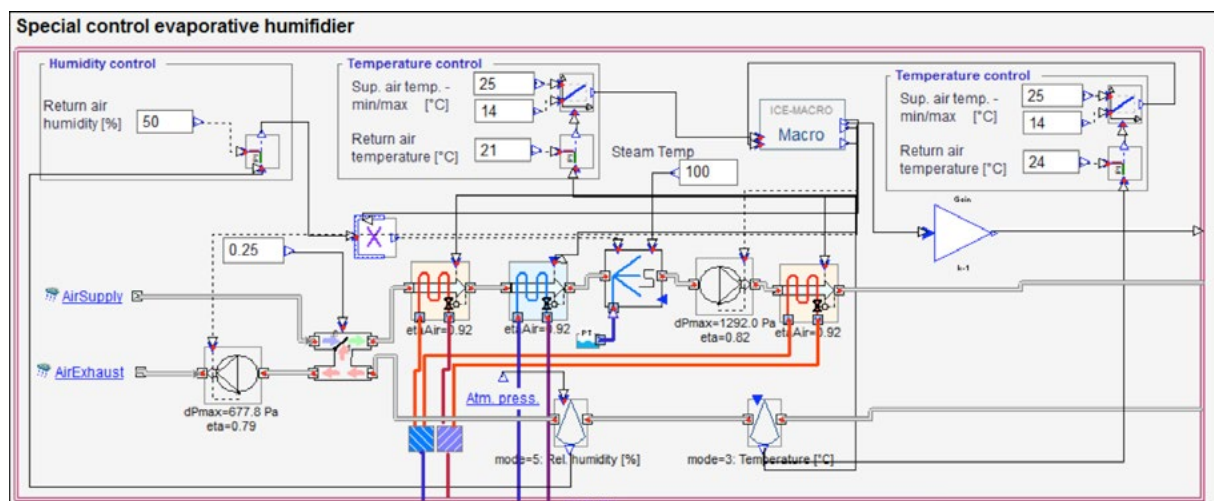 Special control evaporative humifidier
Humidity control
Return air
humidity [%]
50
Temperature control
Sup. air temp. -
min/max [°C]
25
14
Return air
temperature [°C]
21
Steam Temp
100
ICE-MACRO
Macro
Temperature control
Sup. air temp. -
min/max [°C]
25
14
Return air
temperature [°C]
24
Gain
k-1
0.25
X
AirSupply
AirExhaust
etaAir=0.92
etaAir=0.92
PT
dPmax=1292.0 Pa
eta=0.82
etaAir=0.92
dPmax=677.8 Pa
eta=0.79
Atm. press.
mode=5: Rel. humidity [%]
mode=3: Temperature [°C]